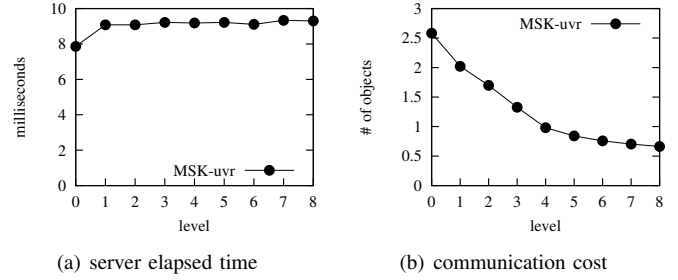 10
8
6
4
2
0
milliseconds
MSK-uvr
0 1 2 3 4 5 6 7 8
level
(a) server elapsed time
3
2.5
2
1.5
1
0.5
0
# of objects
MSK-uvr
0 1 2 3 4 5 6 7 8
level
(b) communication cost